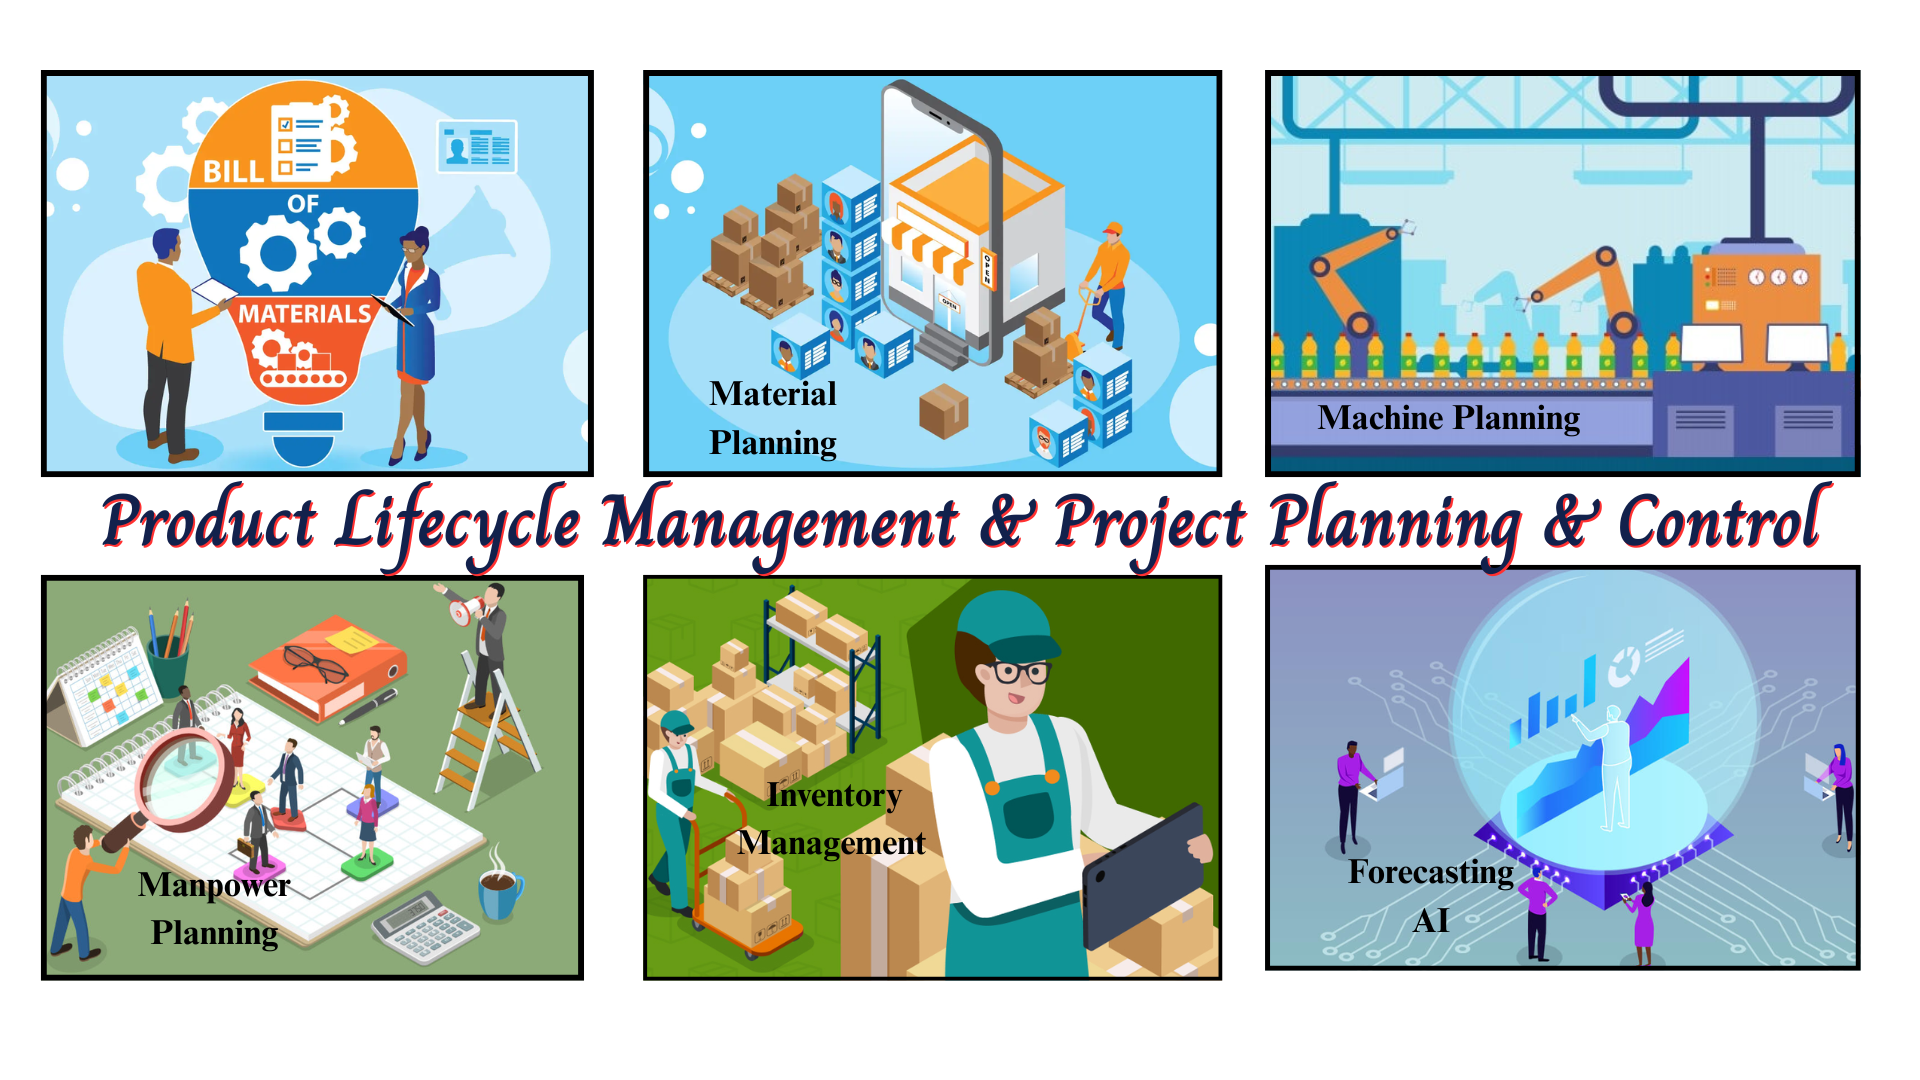 BILL
OF
MATERIALS
OPEN
OPEN
Material
Planning
Machine Planning
Product Lifecycle Management & Project Planning & Control
Manpower
Planning
Inventory
Management
Forecasting
AI